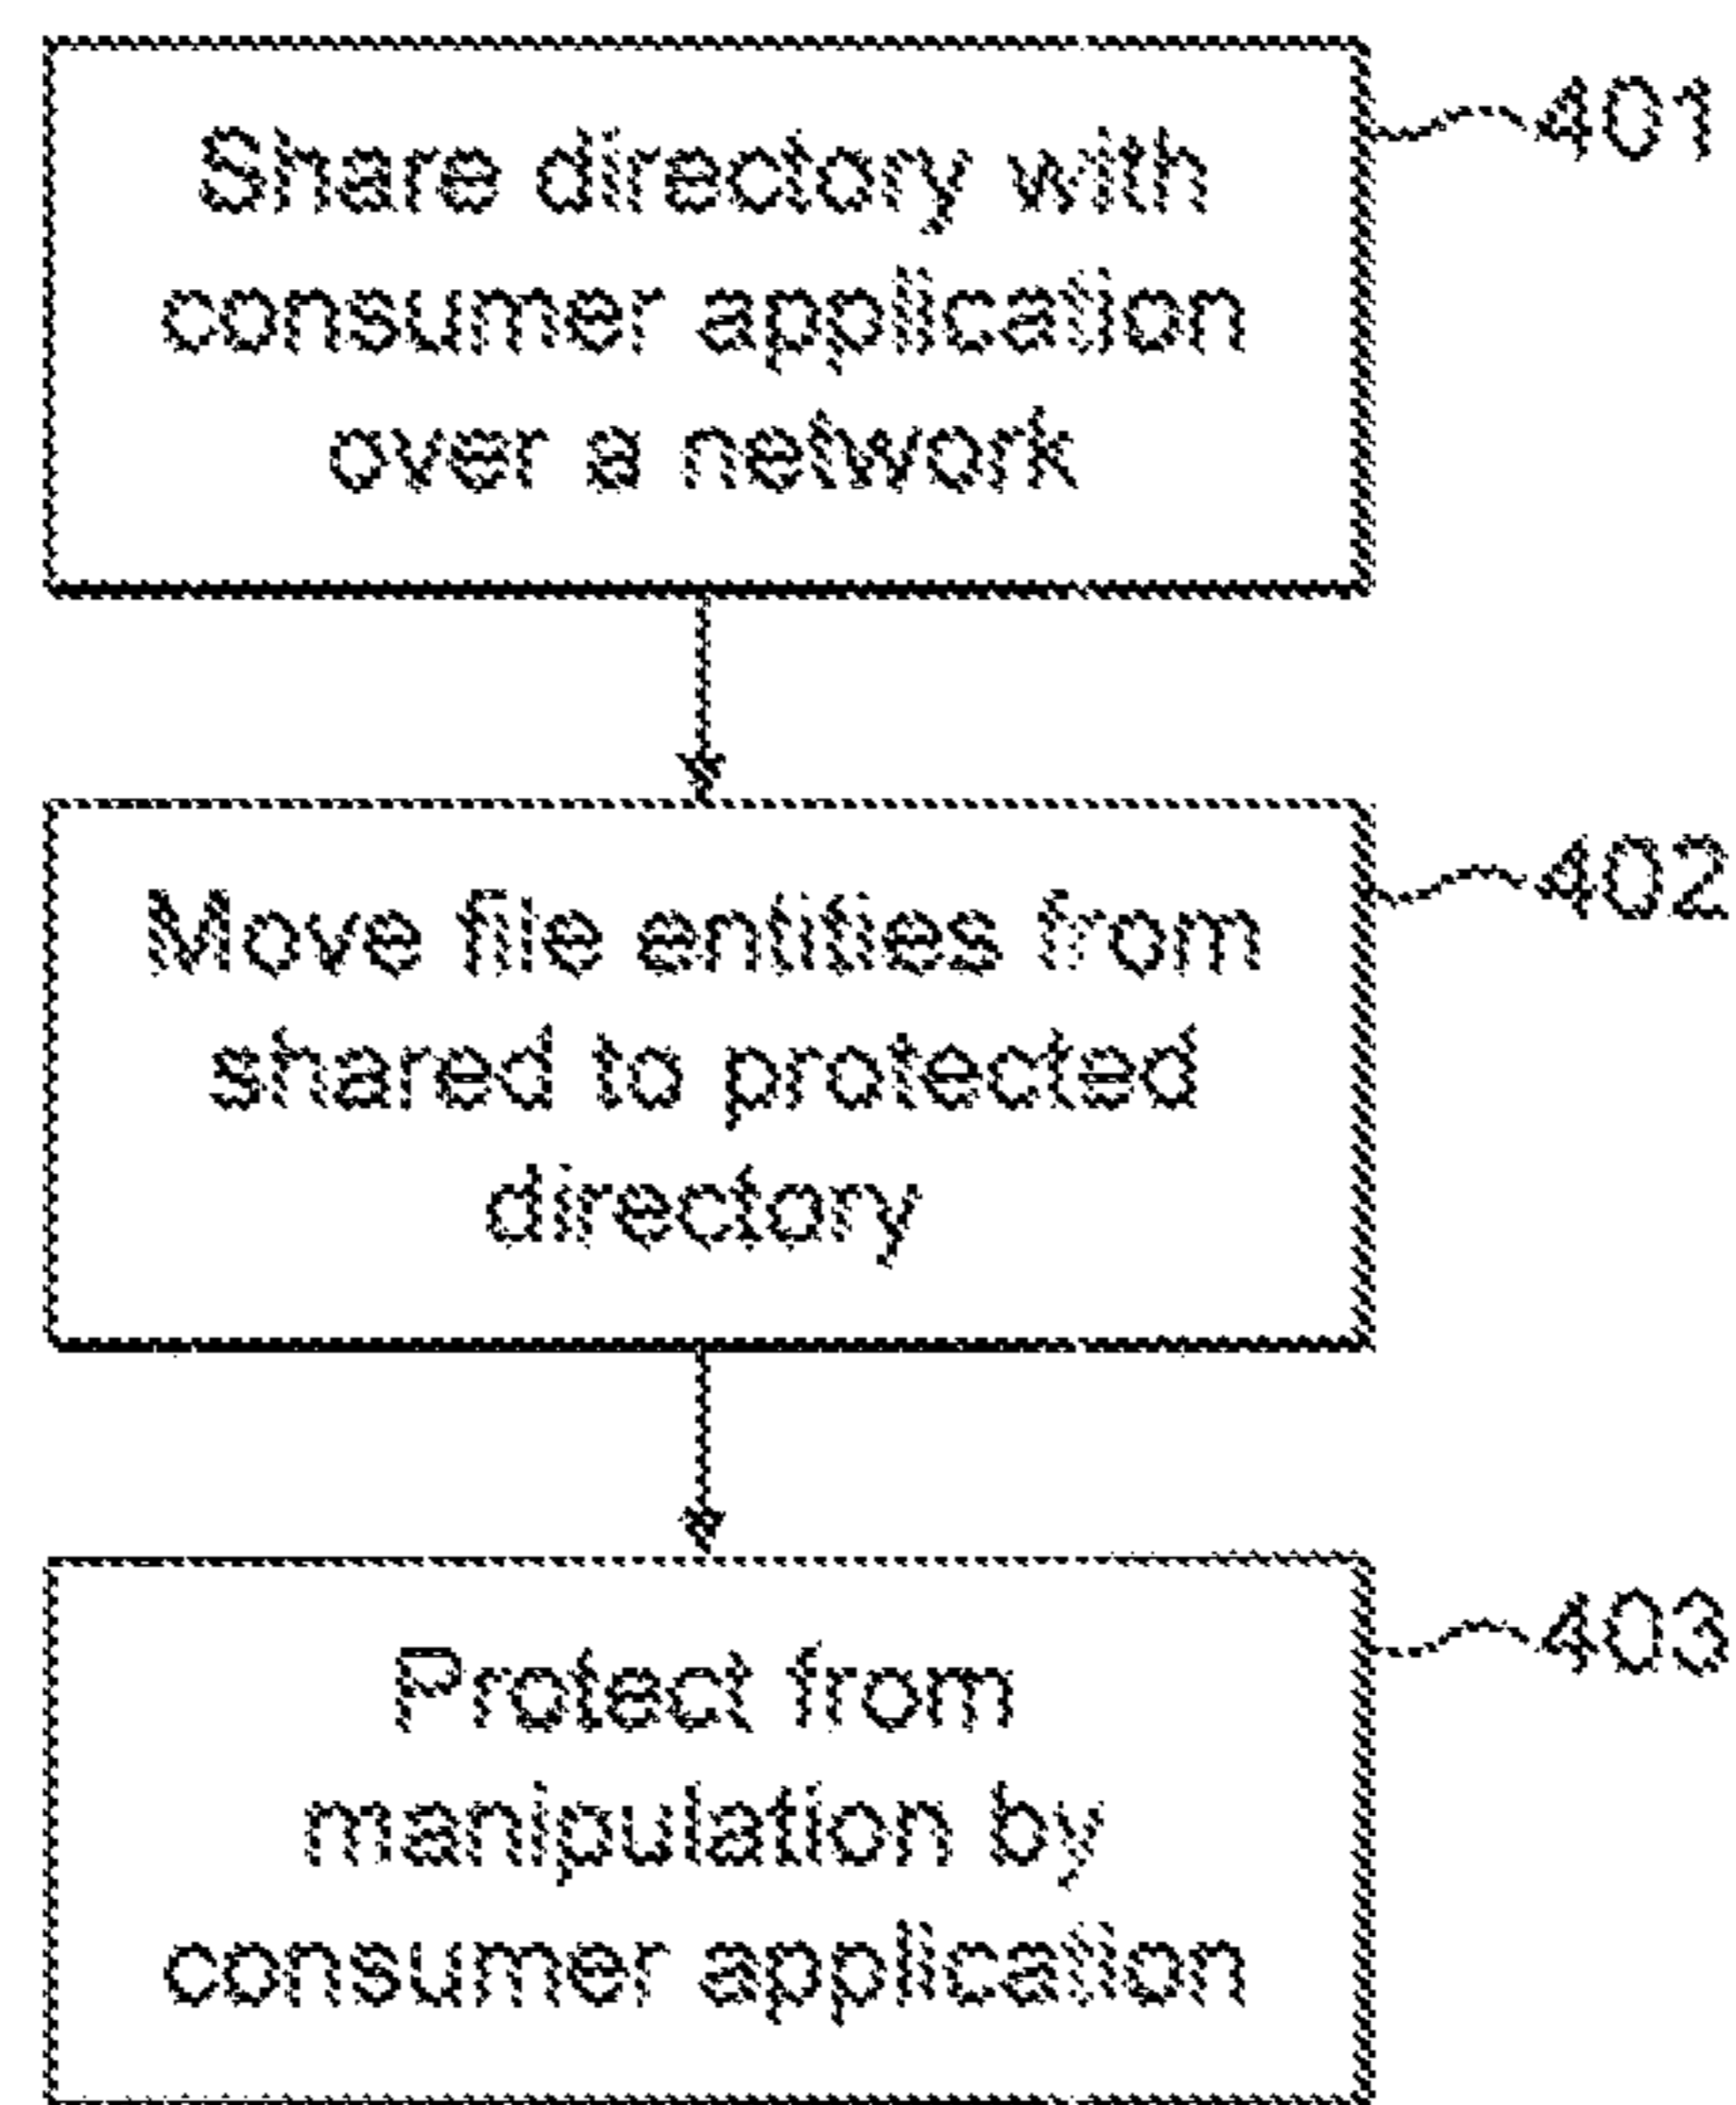 Share directory with
consumer application
over a network
401
Move file entities from
shared to protected
directory
402
Protect from
manipulation by
consumer application
403